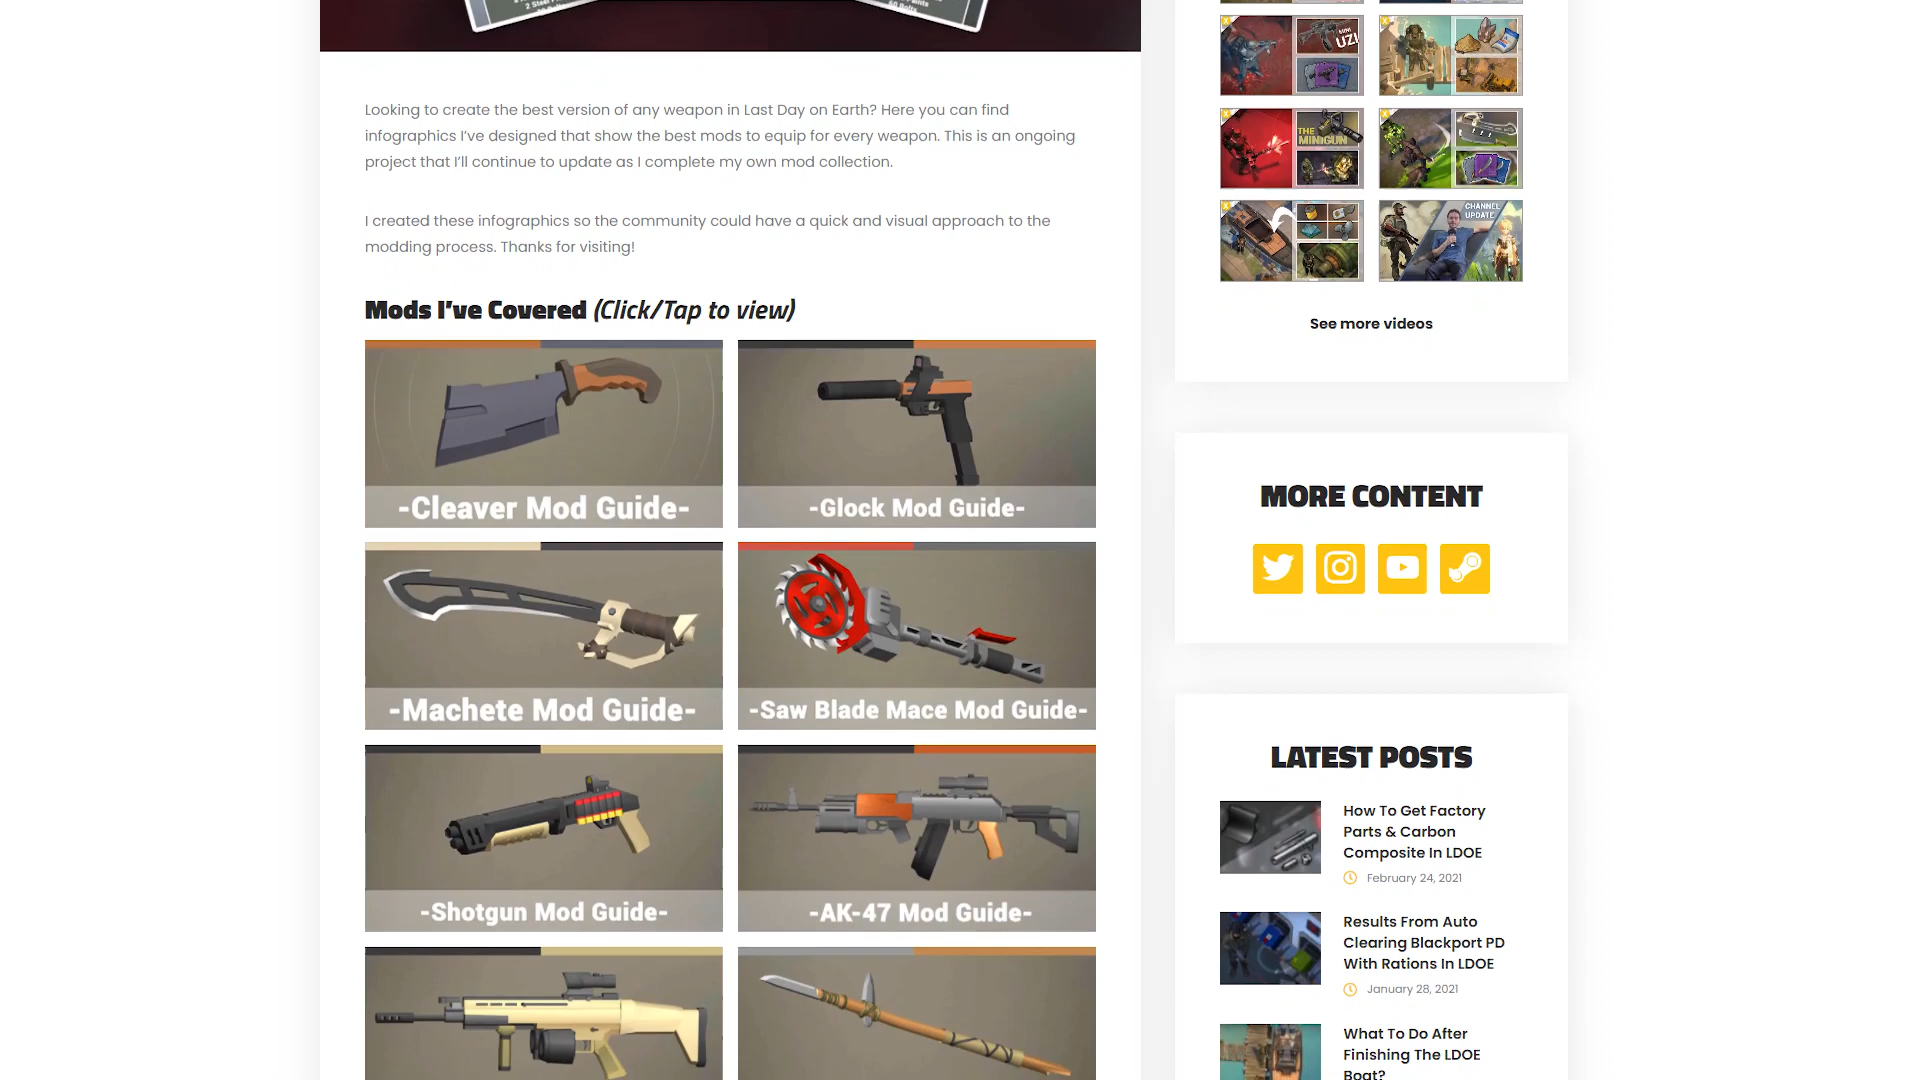 2 Steel P
60 Bolts
Looking to create the best version of any weapon in Last Day on Earth? Here you can find
infographics I've designed that show the best mods to equip for every weapon. This is an ongoing
project that I'll continue to update as I complete my own mod collection.
I created these infographics so the community could have a quick and visual approach to the
modding process. Thanks for visiting!
Mods I've Covered (Click/Tap to view)
-Cleaver Mod Guide-
-Glock Mod Guide-
-Machete Mod Guide-
-Saw Blade Mace Mod Guide-
-Shotgun Mod Guide-
-AK-47 Mod Guide-
MINI
UZI
THE
MINIGUN
CHANNEL
UPDATE
See more videos
MORE CONTENT
LATEST POSTS
How To Get Factory
Parts & Carbon
Composite In LDOE
February 24, 2021
Results From Auto
Clearing Blackport PD
With Rations In LDOE
January 28, 2021
What To Do After
Finishing The LDOE
Boat?